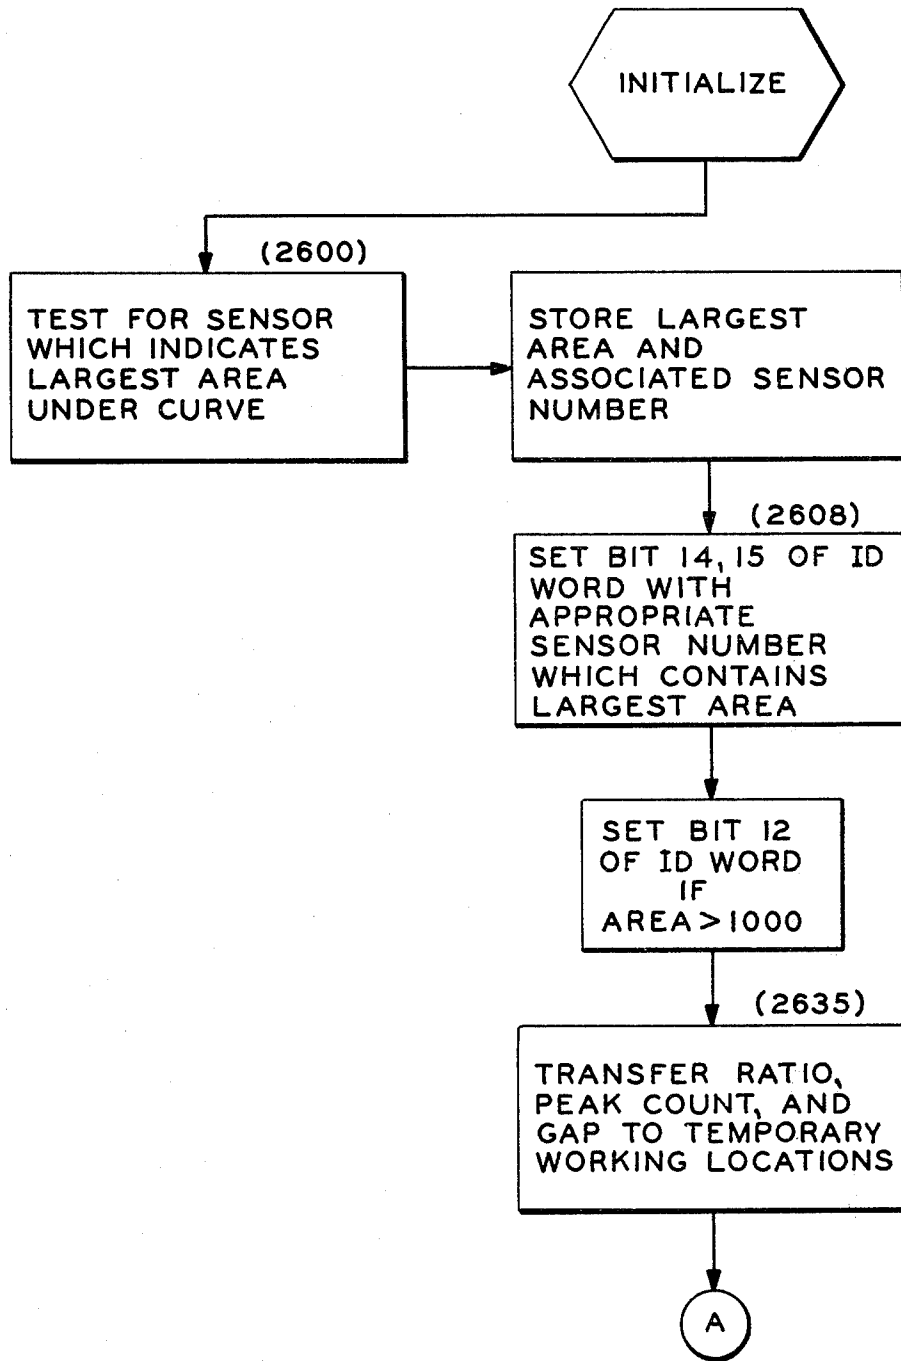 INITIALIZE
(2600)
TEST FOR SENSOR
WHICH INDICATES
LARGEST AREA
UNDER CURVE
STORE LARGEST
AREA AND
ASSOCIATED SENSOR
NUMBER
(2608)
SET BIT 14, 15 OF ID
WORD WITH
APPROPRIATE
SENSOR NUMBER
WHICH CONTAINS
LARGEST AREA
SET BIT 12
OF ID WORD
IF
AREA > 1000
(2635)
TRANSFER RATIO,
PEAK COUNT, AND
GAP TO TEMPORARY
WORKING LOCATIONS
A